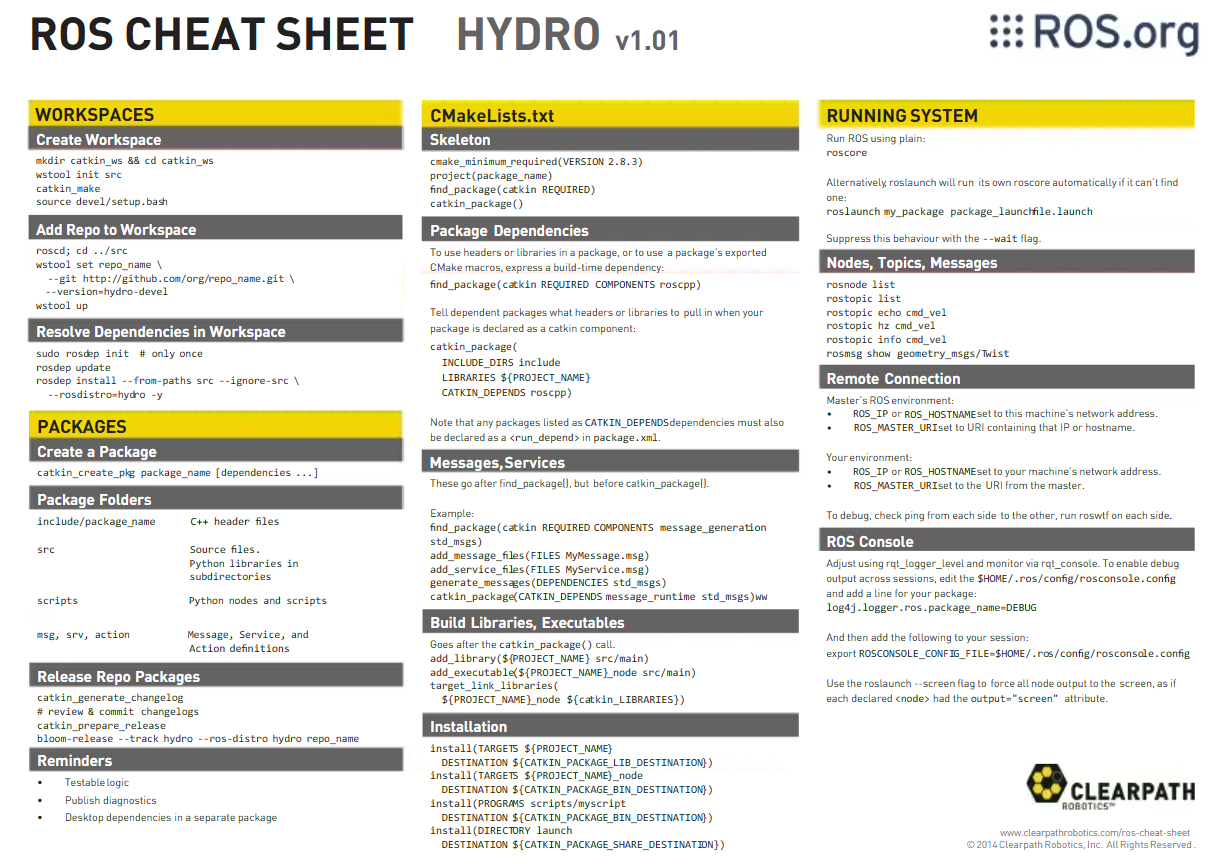 ROS CHEAT SHEET HYDRO v1.01
ROS.org
WORKSPACES
Create Workspace
mkdir catkin_ws && cd catkin_ws
wstool init src
catkin_make
source devel/setup.bash
Add Repo to Workspace
roscd; cd ../src
wstool set repo_name \
--git http://github.com/org/repo_name.git \
--version=hydro-devel
wstool up
Resolve Dependencies in Workspace
sudo rosdep init # only once
rosdep update
rosdep install --from-paths src --ignore-src \
--rosdistro=hydro -y
PACKAGES
Create a Package
catkin_create_pkg package_name [dependencies ...]
Package Folders
include/package_name C++ header files
src Source files.
Python libraries in
subdirectories
scripts Python nodes and scripts
msg, srv, action Message, Service, and
Action definitions
Release Repo Packages
catkin_generate_changelog
# review & commit changelogs
catkin_prepare_release
bloom-release --track hydro --ros-distro hydro repo_name
Reminders
• Testable logic
• Publish diagnostics
• Desktop dependencies in a separate package
CMakeLists.txt
Skeleton
cmake_minimum_required(VERSION 2.8.3)
project(package_name)
find_package(catkin REQUIRED)
catkin_package()
Package Dependencies
To use headers or libraries in a package, or to use a package's exported
CMake macros, express a build-time dependency:
find_package(catkin REQUIRED COMPONENTS roscpp)
Tell dependent packages what headers or libraries to pull in when your
package is declared as a catkin component:
catkin_package(
INCLUDE_DIRS include
LIBRARIES ${PROJECT_NAME}
CATKIN_DEPENDS roscpp)
Note that any packages listed as CATKIN_DEPENDS dependencies must also
be declared as a <run_depend> in package.xml.
Messages, Services
These go after find_package(), but before catkin_package().
Example:
find_package(catkin REQUIRED COMPONENTS message_generation
std_msgs)
add_message_files(FILES MyMessage.msg)
add_service_files(FILES MyService.msg)
generate_messages(DEPENDENCIES std_msgs)
catkin_package(CATKIN_DEPENDS message_runtime std_msgs)ww
Build Libraries, Executables
Goes after the catkin_package() call.
add_library(${PROJECT_NAME} src/main)
add_executable(${PROJECT_NAME}_node src/main)
target_link_libraries(
${PROJECT_NAME}_node ${catkin_LIBRARIES})
Installation
install(TARGETS ${PROJECT_NAME}
DESTINATION ${CATKIN_PACKAGE_LIB_DESTINATION})
install(TARGETS ${PROJECT_NAME}_node
DESTINATION ${CATKIN_PACKAGE_BIN_DESTINATION})
install(PROGRAMS scripts/myscript
DESTINATION ${CATKIN_PACKAGE_BIN_DESTINATION})
install(DIRECTORY launch
DESTINATION ${CATKIN_PACKAGE_SHARE_DESTINATION})
RUNNING SYSTEM
Run ROS using plain:
roscore
Alternatively, roslaunch will run its own roscore automatically if it can't find
one:
roslaunch my_package package_launchfile.launch
Suppress this behaviour with the --wait flag.
Nodes, Topics, Messages
rosnode list
rostopic list
rostopic echo cmd_vel
rostopic hz cmd_vel
rostopic info cmd_vel
rosmsg show geometry_msgs/Twist
Remote Connection
Master's ROS environment:
• ROS_IP or ROS_HOSTNAME set to this machine's network address.
• ROS_MASTER_URI set to URI containing that IP or hostname.
Your environment:
• ROS_IP or ROS_HOSTNAME set to your machine's network address.
• ROS_MASTER_URI set to the URI from the master.
To debug, check ping from each side to the other, run roswtf on each side.
ROS Console
Adjust using rqt_logger_level and monitor via rqt_console. To enable debug
output across sessions, edit the $HOME/.ros/config/rosconsole.config
and add a line for your package:
log4j.logger.ros.package_name=DEBUG
And then add the following to your session:
export ROSCONSOLE_CONFIG_FILE=$HOME/.ros/config/rosconsole.config
Use the roslaunch --screen flag to force all node output to the screen, as if
each declared <node> had the output="screen" attribute.
CLEARPATH
ROBOTICS™
www.clearpathrobotics.com/ros-cheat-sheet
© 2014 Clearpath Robotics, Inc. All Rights Reserved.